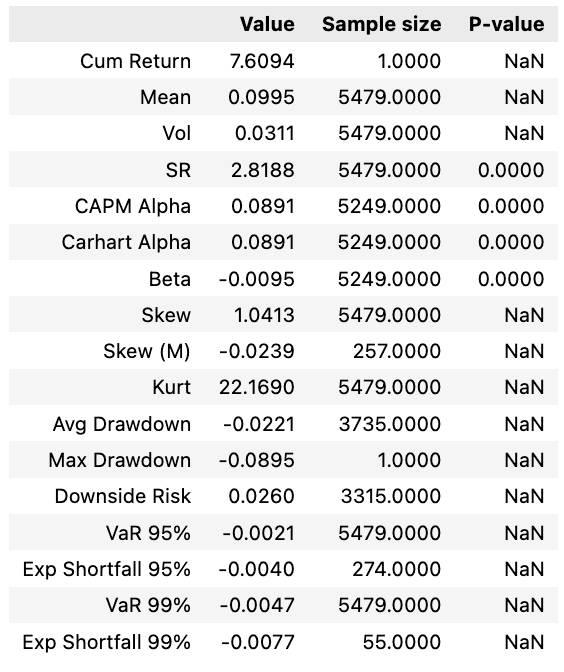 Value Sample size P-value
Cum Return 7.6094 1.0000 NaN
Mean 0.0995 5479.0000 NaN
Vol 0.0311 5479.0000 NaN
SR 2.8188 5479.0000 0.0000
CAPM Alpha 0.0891 5249.0000 0.0000
Carhart Alpha 0.0891 5249.0000 0.0000
Beta -0.0095 5249.0000 0.0000
Skew 1.0413 5479.0000 NaN
Skew (M) -0.0239 257.0000 NaN
Kurt 22.1690 5479.0000 NaN
Avg Drawdown -0.0221 3735.0000 NaN
Max Drawdown -0.0895 1.0000 NaN
Downside Risk 0.0260 3315.0000 NaN
VaR 95% -0.0021 5479.0000 NaN
Exp Shortfall 95% -0.0040 274.0000 NaN
VaR 99% -0.0047 5479.0000 NaN
Exp Shortfall 99% -0.0077 55.0000 NaN